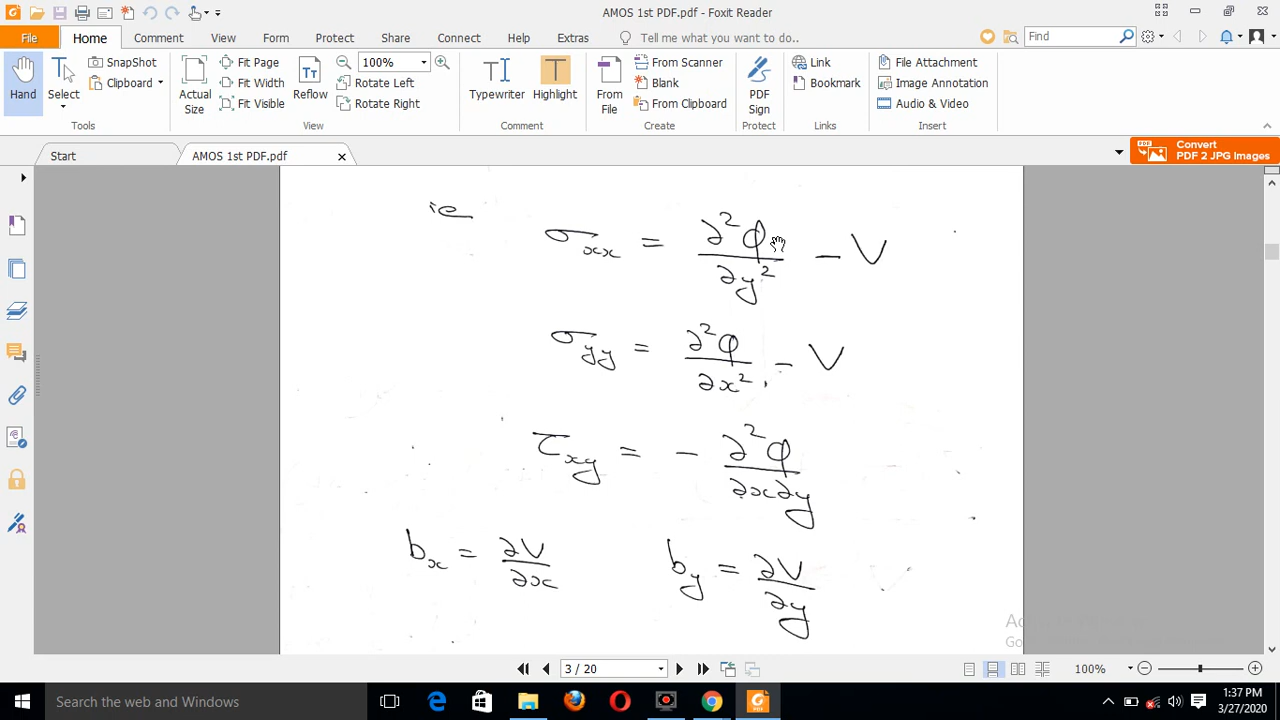 AMOS 1st PDF.pdf - Foxit Reader
File Home Comment View Form Protect Share Connect Help Extras Tell me what you want to do.. Find
Hand
Select
SnapShot
Clipboard
Actual Size
Fit Page
Fit Width
Fit Visible
Reflow
100%
Rotate Left
Rotate Right
Typewriter
Highlight
From File
From Scanner
Blank
From Clipboard
PDF Sign
Link
Bookmark
File Attachment
Image Annotation
Audio & Video
Tools View Comment Create Protect Links Insert
Start
AMOS 1st PDF.pdf
Convert
PDF 2 JPG Images
ie
σxx = ∂²φ/∂y² - V
σyy = ∂²φ/∂x² - V
τxy = - ∂²φ/∂x∂y
bx = ∂V/∂x by = ∂V/∂y
3 / 20
100%
Search the web and Windows
1:37 PM
3/27/2020